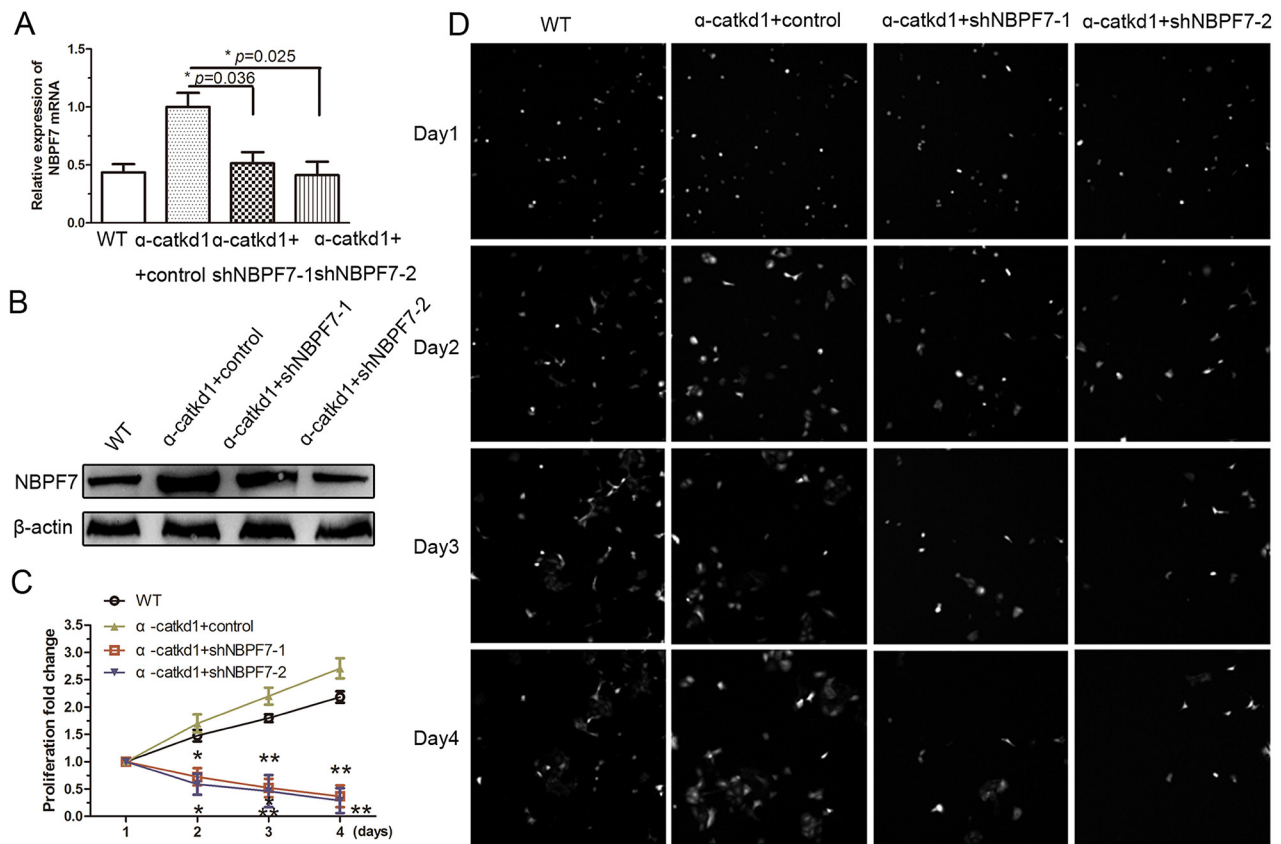 A
Relative expression of
NBPF7 mRNA
1.5
1.0
0.5
0.0
* p=0.025
* p=0.036
WT α-catkd1 α-catkd1+ α-catkd1+
+control shNBPF7-1 shNBPF7-2
B
WT
α-catkd1+control
α-catkd1+shNBPF7-1
α-catkd1+shNBPF7-2
NBPF7
β-actin
C
WT
α -catkd1+control
α -catkd1+shNBPF7-1
α -catkd1+shNBPF7-2
Proliferation fold change
3.5
3.0
2.5
2.0
1.5
1.0
0.5
0.0
* ** **
* * ** **
1 2 3 4 (days)
D
WT α-catkd1+control α-catkd1+shNBPF7-1 α-catkd1+shNBPF7-2
Day1
Day2
Day3
Day4